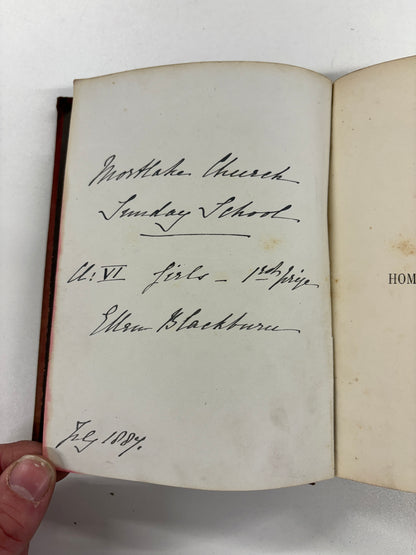 Mortlake Church
Sunday School
Cl: VI Girls - 1st prize
Ellen Blackburn
July 1887.
HOM